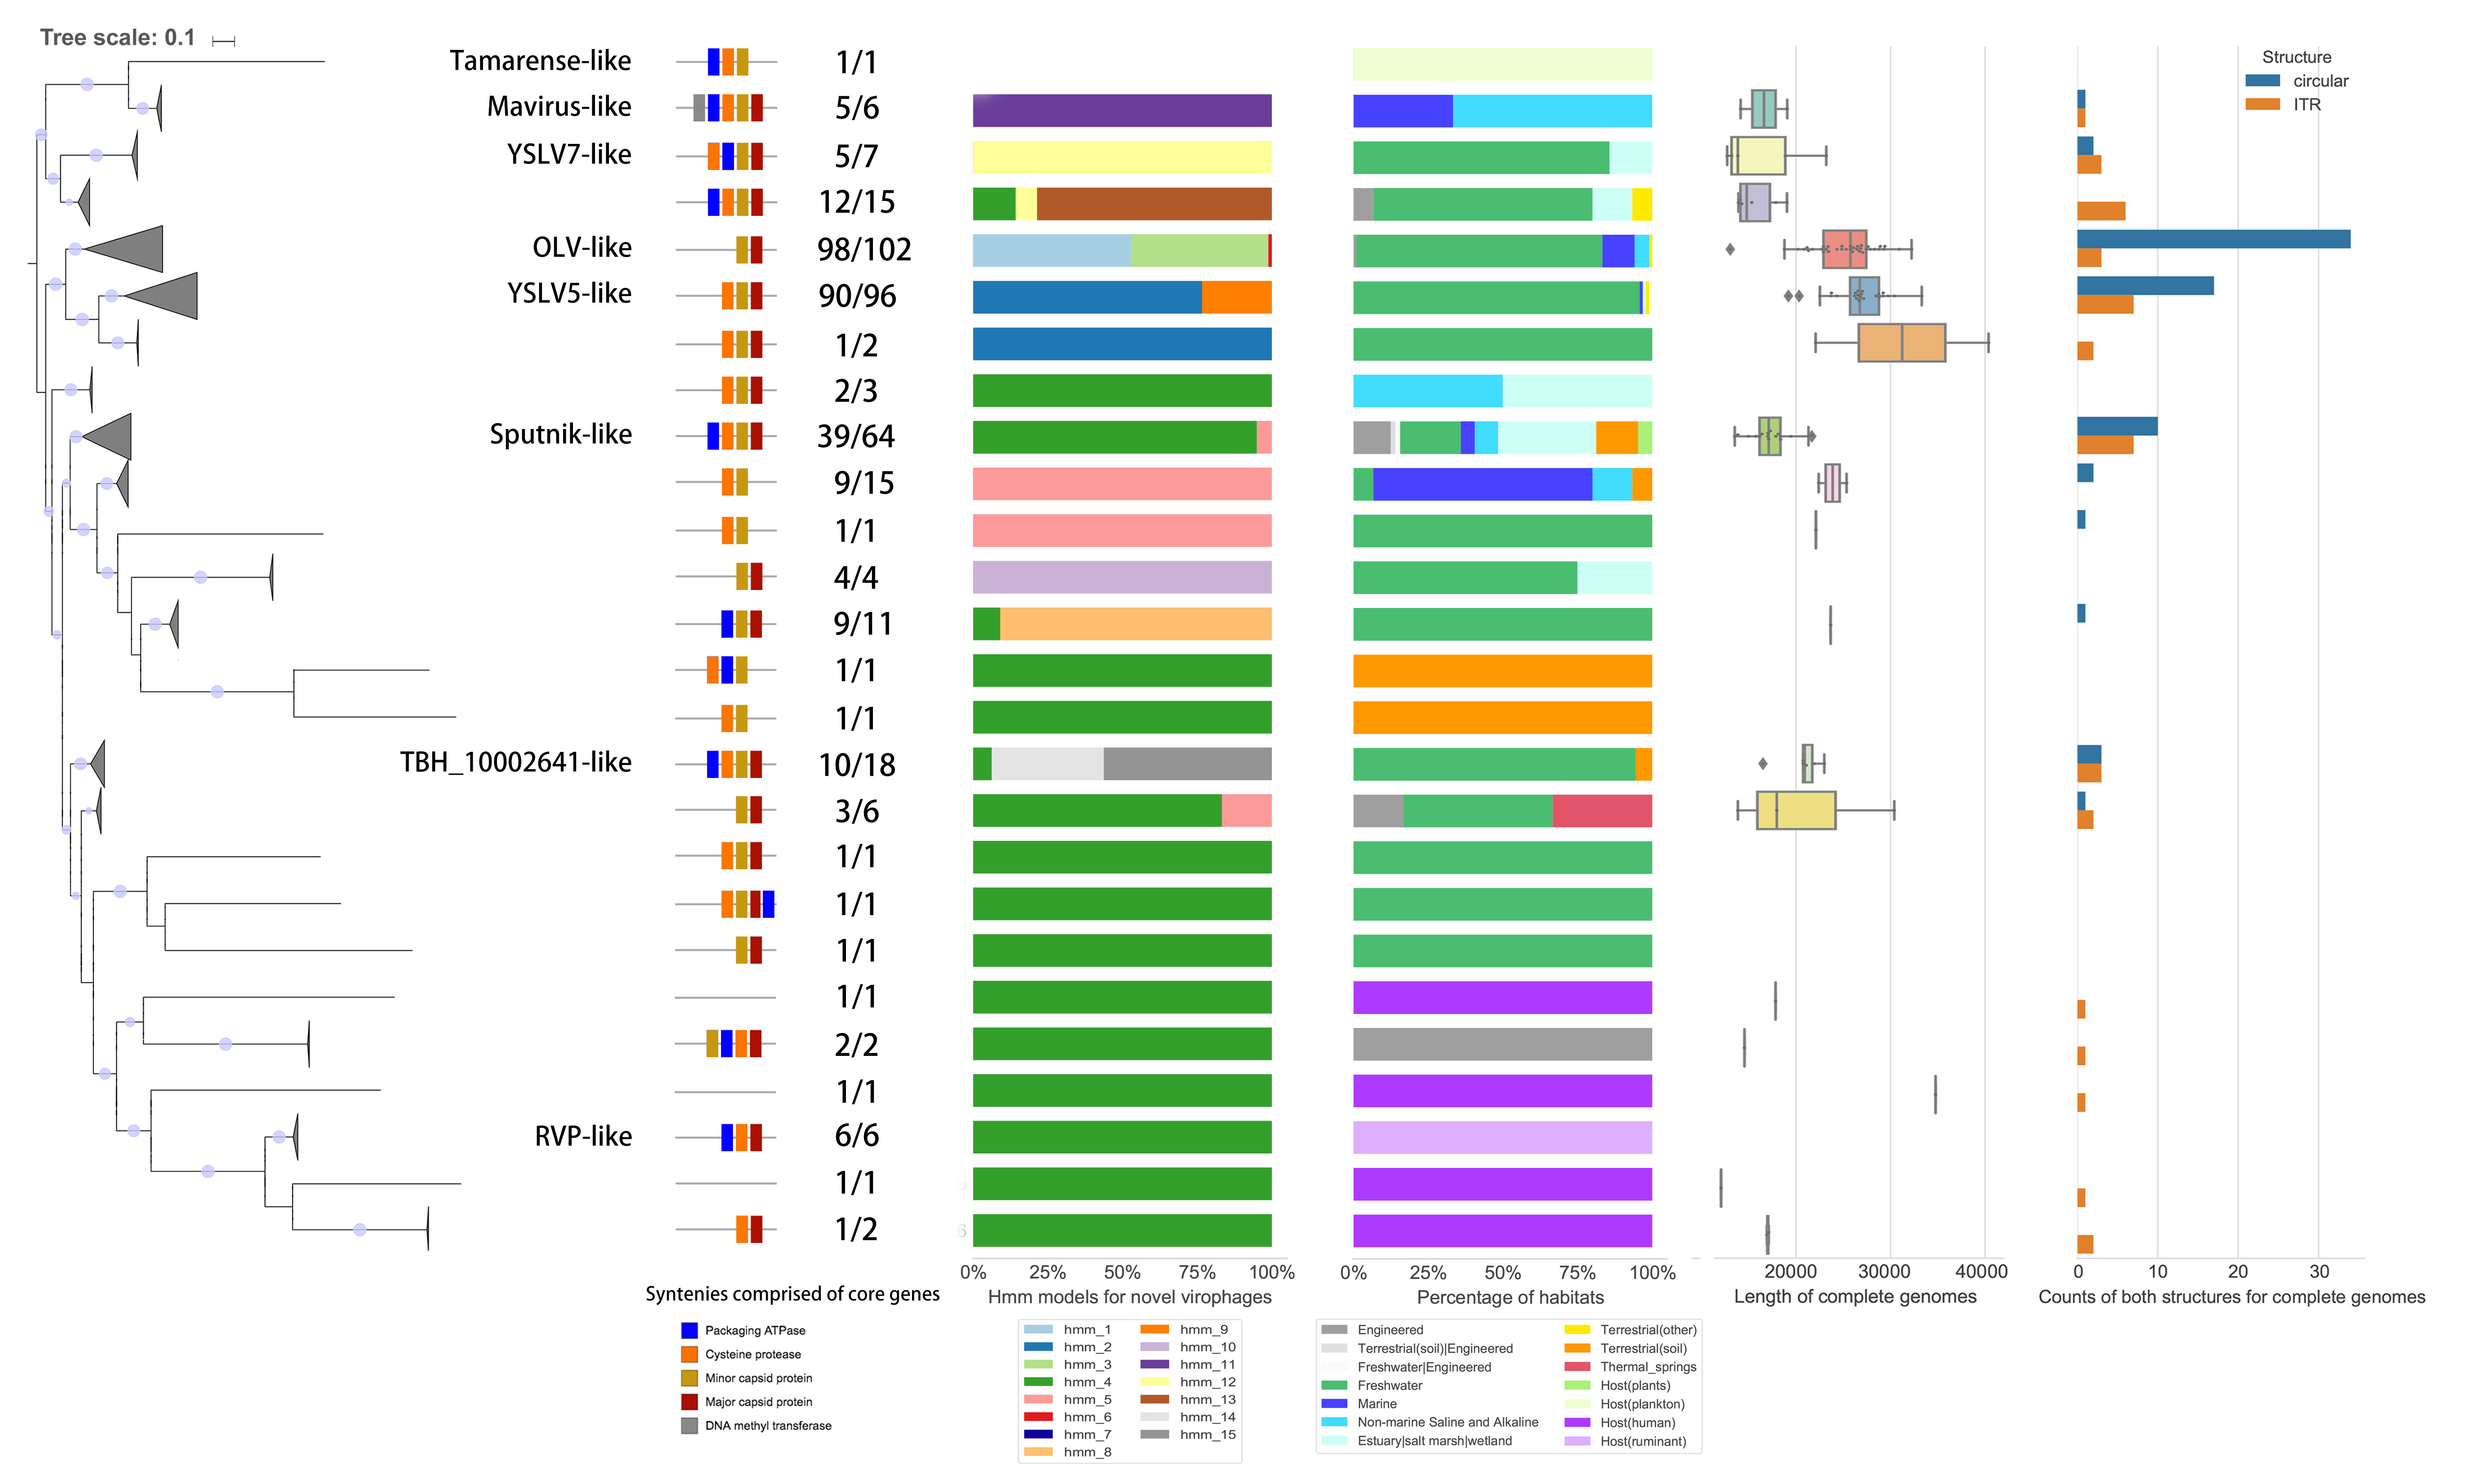 Tree scale: 0.1
Structure
circular
ITR
Tamarense-like 1/1
Mavirus-like 5/6
YSLV7-like 5/7
12/15
OLV-like 98/102
YSLV5-like 90/96
1/2
2/3
Sputnik-like 39/64
9/15
1/1
4/4
9/11
1/1
1/1
TBH_10002641-like 10/18
3/6
1/1
1/1
1/1
1/1
2/2
1/1
RVP-like 6/6
1/1
1/2
6
0% 25% 50% 75% 100% 0% 25% 50% 75% 100% 20000 30000 40000 0 10 20 30
Syntenies comprised of core genes Hmm models for novel virophages Percentage of habitats Length of complete genomes Counts of both structures for complete genomes
Packaging ATPase
Cysteine protease
Minor capsid protein
Major capsid protein
DNA methyl transferase
hmm_1
hmm_2
hmm_3
hmm_4
hmm_5
hmm_6
hmm_7
hmm_8
hmm_9
hmm_10
hmm_11
hmm_12
hmm_13
hmm_14
hmm_15
Engineered
Terrestrial(soil)|Engineered
Freshwater|Engineered
Freshwater
Marine
Non-marine Saline and Alkaline
Estuary|salt marsh|wetland
Terrestrial(other)
Terrestrial(soil)
Thermal_springs
Host(plants)
Host(plankton)
Host(human)
Host(ruminant)